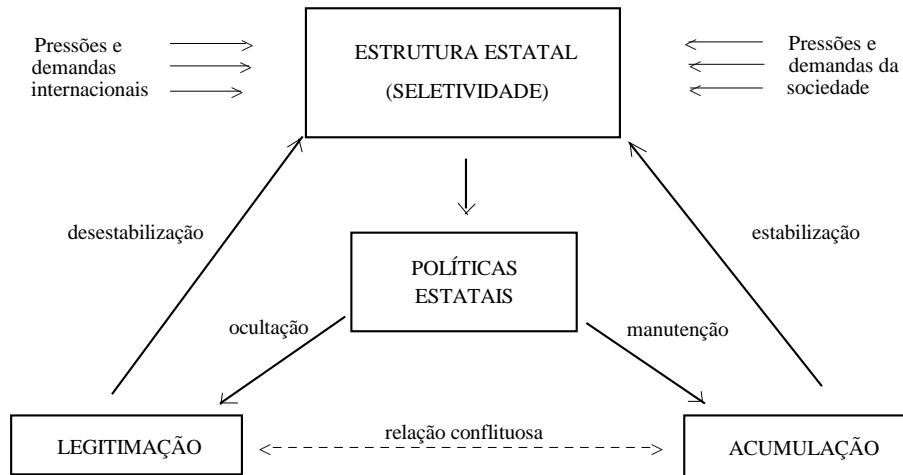 Pressões e
demandas
internacionais
ESTRUTURA ESTATAL
(SELETIVIDADE)
Pressões e
demandas da
sociedade
desestabilização
estabilização
POLÍTICAS
ESTATAIS
ocultação
manutenção
LEGITIMAÇÃO
relação conflituosa
ACUMULAÇÃO